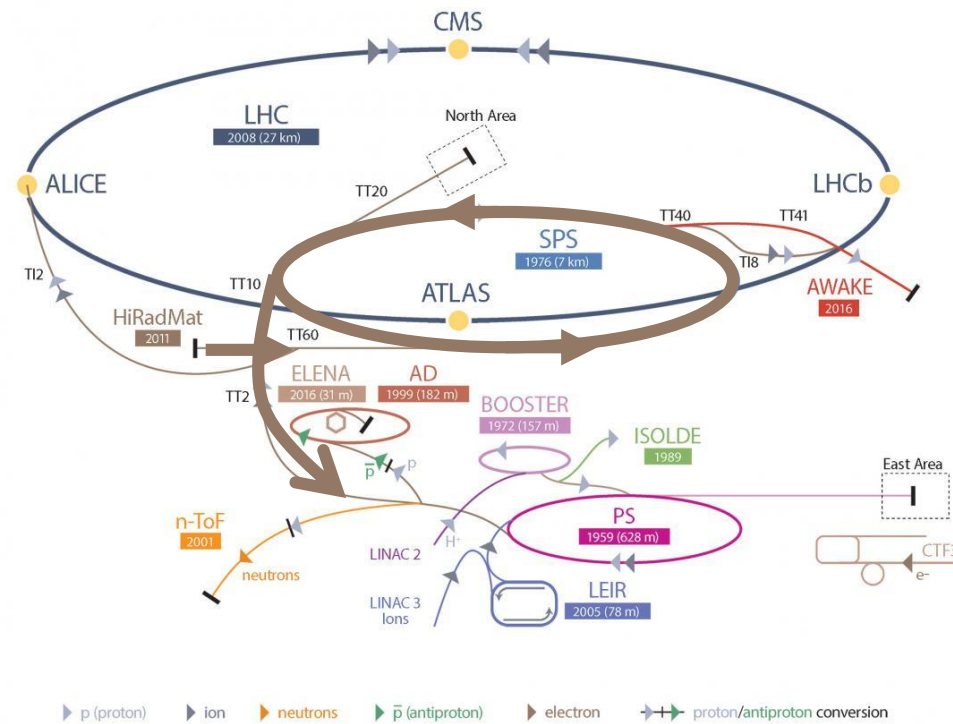 CMS
LHC
2008 (27 km)
North Area
ALICE
LHCb
TT20
TT40
TT41
SPS
1976 (7 km)
TI8
TI2
TT10
ATLAS
AWAKE
2016
HiRadMat
2011
TT60
ELENA
2016 (31 m)
AD
1999 (182 m)
TT2
BOOSTER
1972 (157 m)
ISOLDE
1989
p̅
p
East Area
n-ToF
2001
PS
1959 (628 m)
H⁺
LINAC 2
neutrons
CTF3
e⁻
LINAC 3
Ions
LEIR
2005 (78 m)
p (proton)
ion
neutrons
p̅ (antiproton)
electron
proton/antiproton conversion